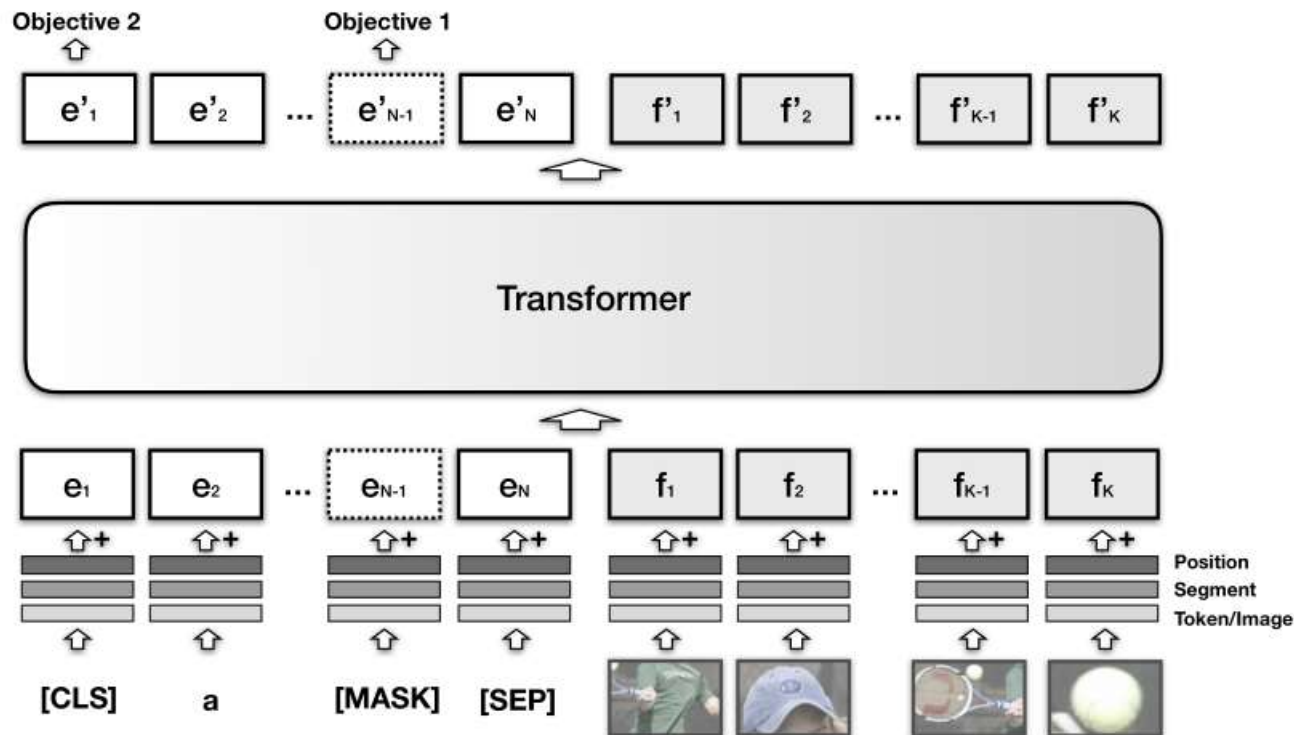 Objective 2 Objective 1
e'1 e'2 ... e'N-1 e'N f'1 f'2 ... f'K-1 f'K
Transformer
e1 e2 ... eN-1 eN f1 f2 ... fK-1 fK
+ + + + + + + +
Position
Segment
Token/Image
[CLS] a [MASK] [SEP]